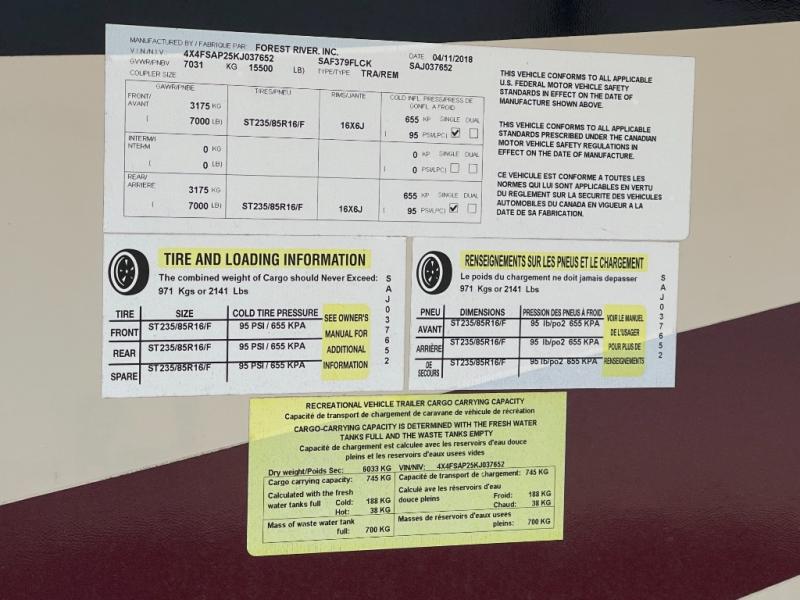 MANUFACTURED BY / FABRIQUE PAR: FOREST RIVER, INC. DATE 04/11/2018
V I N./N I V: 4X4FSAP25KJ037652 SAF379FLCK SAJ037652
GVWR/PNBV 7031 KG 15500 LB) TYPE/TYPE TRA/REM
COUPLER SIZE
GAWR/PNBE TIRES/PNEU RIMS/JANTE COLD INFL. PRESS/PRESS DE GONFL. A FROID
FRONT/ AVANT 3175 KG 655 KP SINGLE DUAL
( 7000 LB) ST235/85R16/F 16X6J ( 95 PSI/LPC)
INTERM/I NTERM 0 KG 0 KP SINGLE DUAL
( 0 LB) ( 0 PSI/LPC)
REAR/ ARRIERE 3175 KG 655 KP SINGLE DUAL
( 7000 LB) ST235/85R16/F 16X6J ( 95 PSI/LPC)
THIS VEHICLE CONFORMS TO ALL APPLICABLE
U.S. FEDERAL MOTOR VEHICLE SAFETY
STANDARDS IN EFFECT ON THE DATE OF
MANUFACTURE SHOWN ABOVE.
THIS VEHICLE CONFORMS TO ALL APPLICABLE
STANDARDS PRESCRIBED UNDER THE CANADIAN
MOTOR VEHICLE SAFETY REGULATIONS IN
EFFECT ON THE DATE OF MANUFACTURE.
CE VEHICULE EST CONFORME A TOUTES LES
NORMES QUI LUI SONT APPLICABLES EN VERTU
DU REGLEMENT SUR LA SECURITE DES VEHICULES
AUTOMOBILES DU CANADA EN VIGUEUR A LA
DATE DE SA FABRICATION.
TIRE AND LOADING INFORMATION
The combined weight of Cargo should Never Exceed:
971 Kgs or 2141 Lbs
TIRE SIZE COLD TIRE PRESSURE
FRONT ST235/85R16/F 95 PSI / 655 KPA
REAR ST235/85R16/F 95 PSI / 655 KPA
SPARE ST235/85R16/F 95 PSI / 655 KPA
SEE OWNER'S
MANUAL FOR
ADDITIONAL
INFORMATION
SAJ037652
RENSEIGNEMENTS SUR LES PNEUS ET LE CHARGEMENT
Le poids du chargement ne doit jamais depasser
971 Kgs or 2141 Lbs
PNEU DIMENSIONS PRESSION DES PNEUS À FROID
AVANT ST235/85R16/F 95 lb/po2 655 KPA
ARRIÈRE ST235/85R16/F 95 lb/po2 655 KPA
DE SECOURS ST235/85R16/F 95 lb/po2 655 KPA
VOIR LE MANUEL
DE L'USAGER
POUR PLUS DE
RENSEIGNEMENTS
SAJ037652
RECREATIONAL VEHICLE TRAILER CARGO CARRYING CAPACITY
Capacité de transport de chargement de caravane de véhicule de récréation
CARGO-CARRYING CAPACITY IS DETERMINED WITH THE FRESH WATER
TANKS FULL AND THE WASTE TANKS EMPTY
Capacité de chargement est calculee avec les reservoirs d'eau douce
pleins et les reservoirs d'eaux usees vides
Dry weight/Poids Sec: 6033 KG VIN/NIV: 4X4FSAP25KJ037652
Cargo carrying capacity: 745 KG Capacité de transport de chargement: 745 KG
Calculated with the fresh Calculé ave les réservoirs d'eau
water tanks full Cold: 188 KG douce pleins Froid: 188 KG
Hot: 38 KG Chaud: 38 KG
Mass of waste water tank Masses de réservoirs d'eaux usees
full: 700 KG pleins: 700 KG